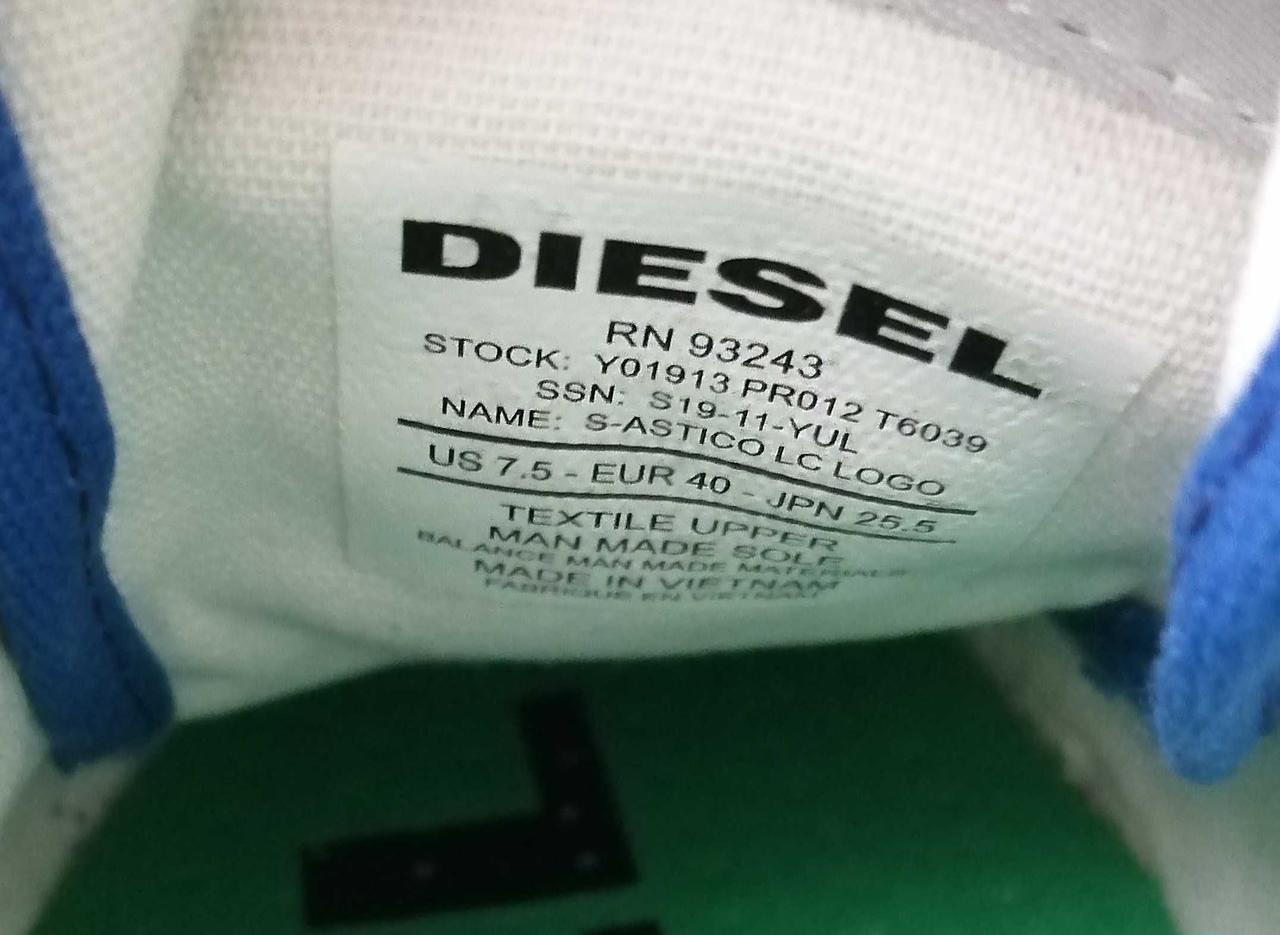 DIESEL
RN 93243
STOCK: Y01913 PR012 T6039
SSN: S19-11-YUL
NAME: S-ASTICO LC LOGO
US 7.5 - EUR 40 - JPN 25.5
TEXTILE UPPER
MAN MADE SOLE
BALANCE MAN MADE MATERIALS
MADE IN VIETNAM
FABRIQUE EN VIETNAM
L